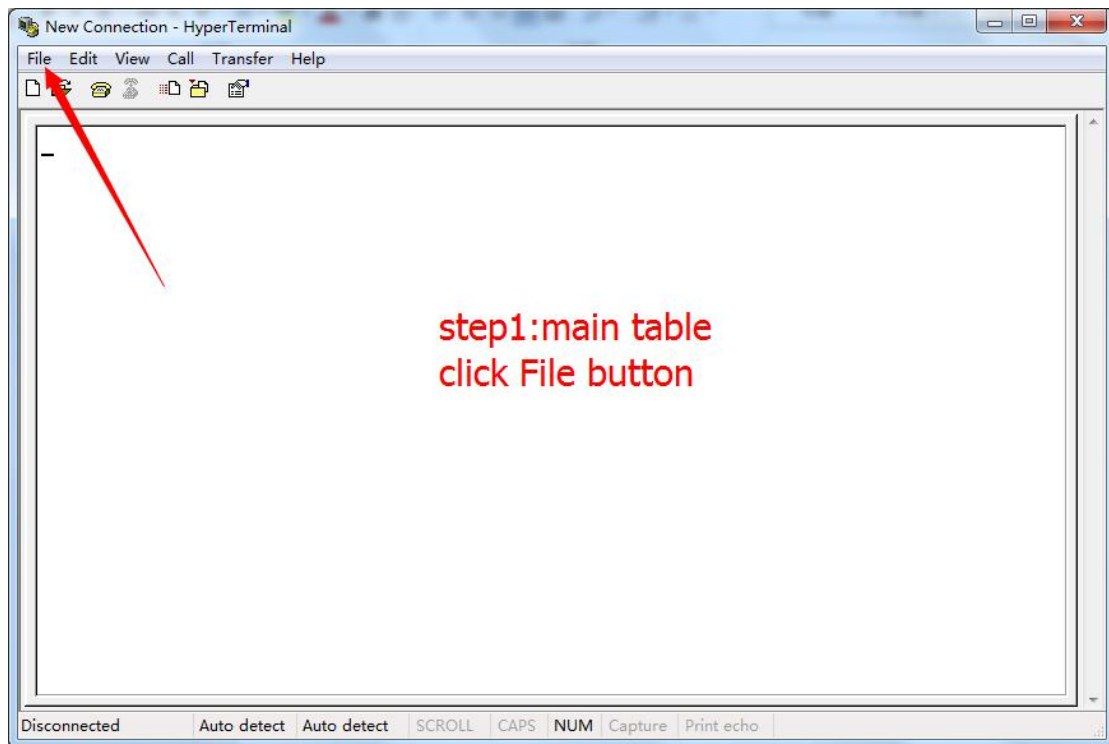 New Connection - HyperTerminal
File Edit View Call Transfer Help
step1:main table
click File button
Disconnected Auto detect Auto detect SCROLL CAPS NUM Capture Print echo